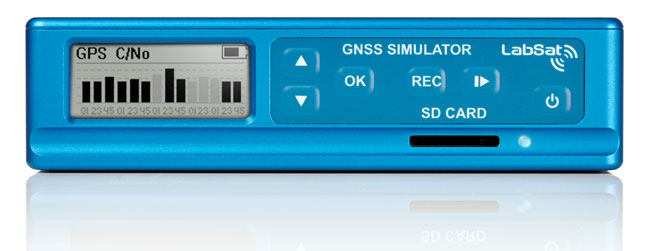 GPS C/No
01 23 45 01 23 45 01 23 01 23 45
GNSS SIMULATOR
LabSat
OK
REC
SD CARD